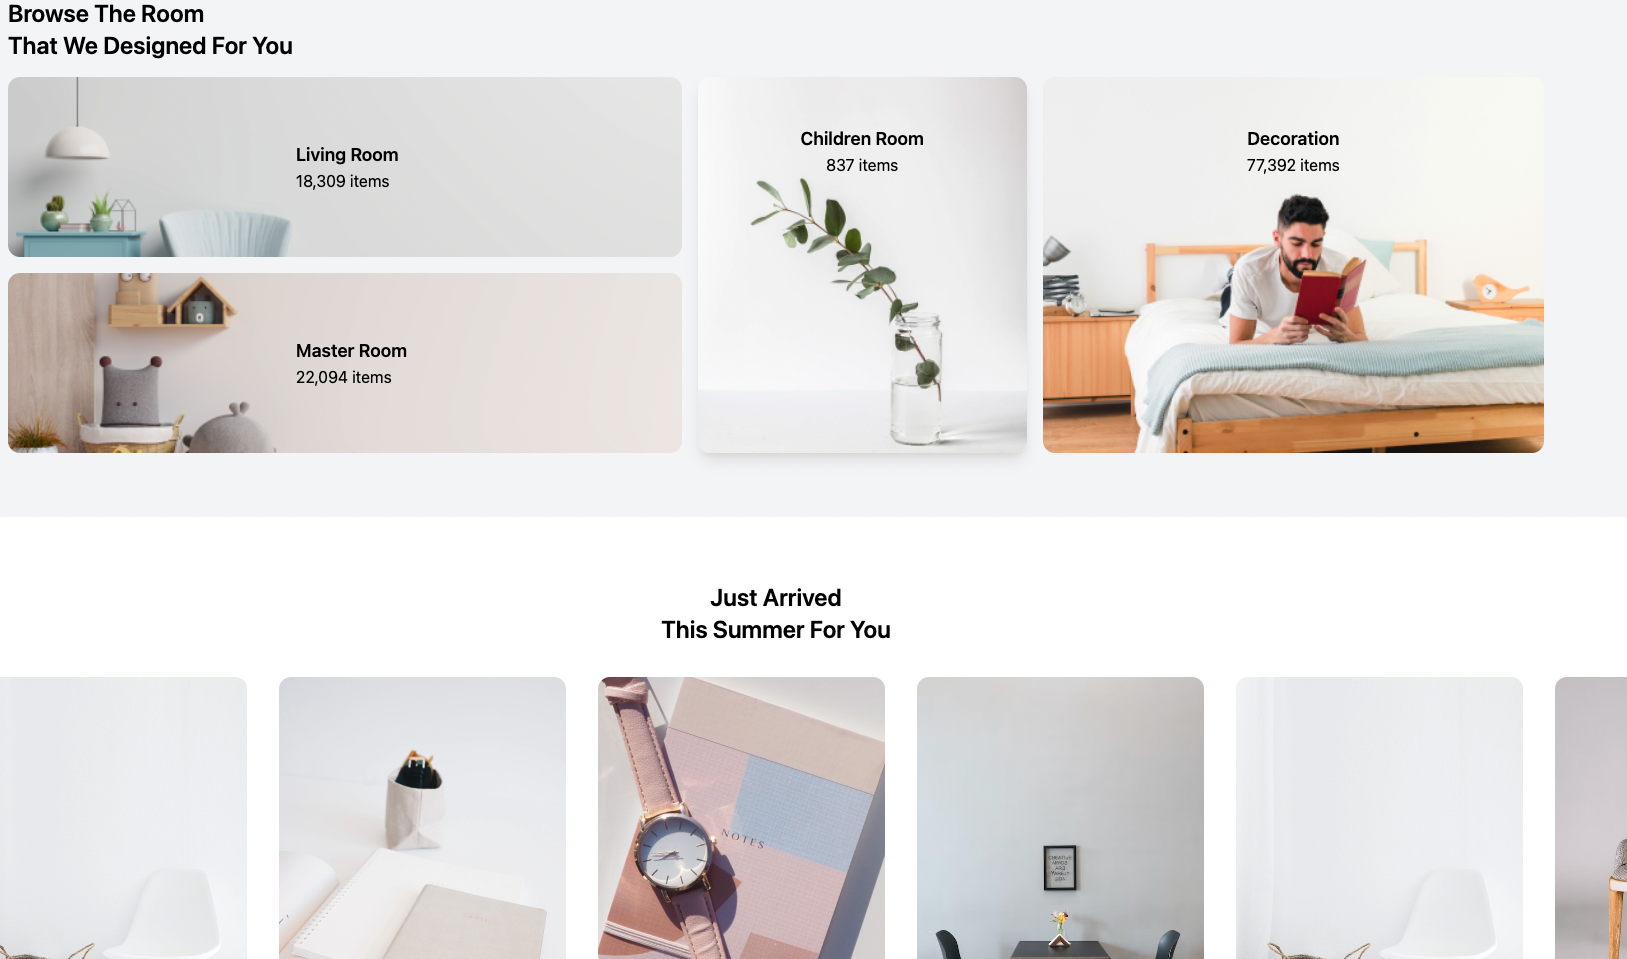 Browse The Room
That We Designed For You
Living Room
18,309 items
Master Room
22,094 items
Children Room
837 items
Decoration
77,392 items
Just Arrived
This Summer For You
NOTES